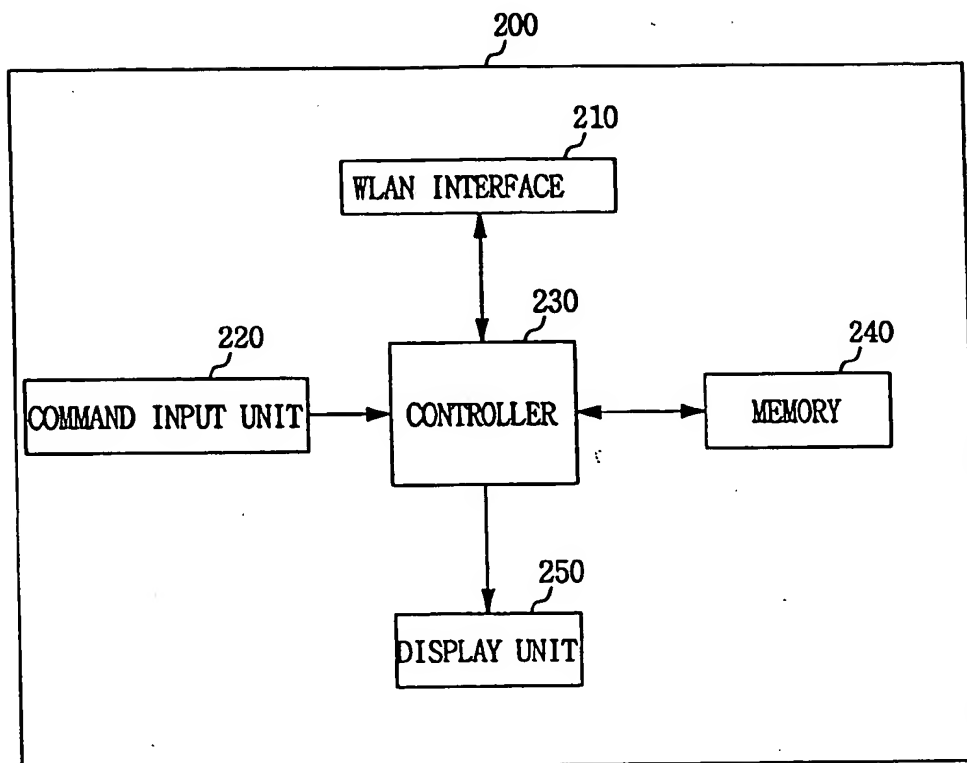 200
210
WLAN INTERFACE
230
220
240
COMMAND INPUT UNIT
CONTROLLER
MEMORY
250
DISPLAY UNIT